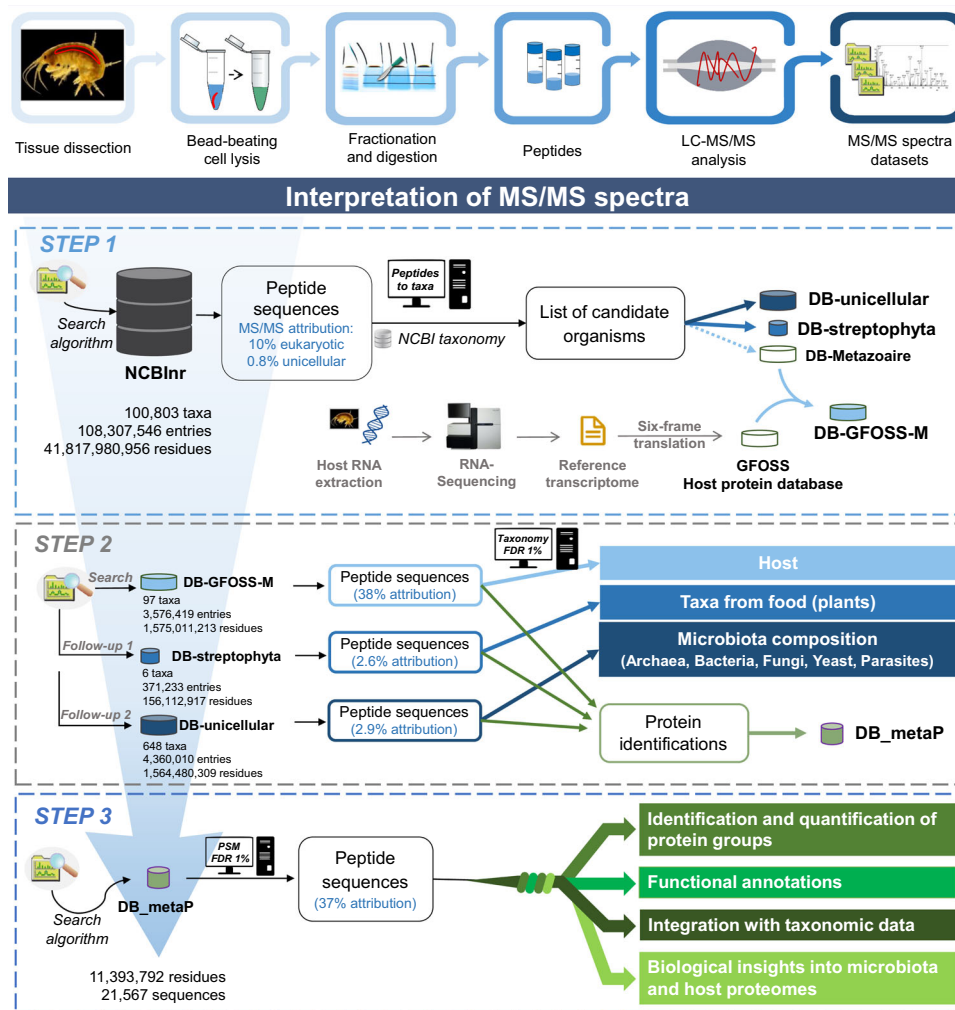 Tissue dissection
Bead-beating
cell lysis
Fractionation
and digestion
Peptides
LC-MS/MS
analysis
MS/MS spectra
datasets
Interpretation of MS/MS spectra
STEP 1
Search
algorithm
NCBInr
100,803 taxa
108,307,546 entries
41,817,980,956 residues
Peptide
sequences
MS/MS attribution:
10% eukaryotic
0.8% unicellular
Peptides
to taxa
NCBI taxonomy
List of candidate
organisms
DB-unicellular
DB-streptophyta
DB-Metazoaire
DB-GFOSS-M
Host RNA
extraction
RNA-
Sequencing
Reference
transcriptome
Six-frame
translation
GFOSS
Host protein database
STEP 2
Search
DB-GFOSS-M
97 taxa
3,576,419 entries
1,575,011,213 residues
Follow-up 1
DB-streptophyta
6 taxa
371,233 entries
156,112,917 residues
Follow-up 2
DB-unicellular
648 taxa
4,360,010 entries
1,564,480,309 residues
Peptide sequences
(38% attribution)
Peptide sequences
(2.6% attribution)
Peptide sequences
(2.9% attribution)
Taxonomy
FDR 1%
Host
Taxa from food (plants)
Microbiota composition
(Archaea, Bacteria, Fungi, Yeast, Parasites)
Protein
identifications
DB_metaP
STEP 3
Search
algorithm
DB_metaP
11,393,792 residues
21,567 sequences
PSM
FDR 1%
Peptide
sequences
(37% attribution)
Identification and quantification of
protein groups
Functional annotations
Integration with taxonomic data
Biological insights into microbiota
and host proteomes